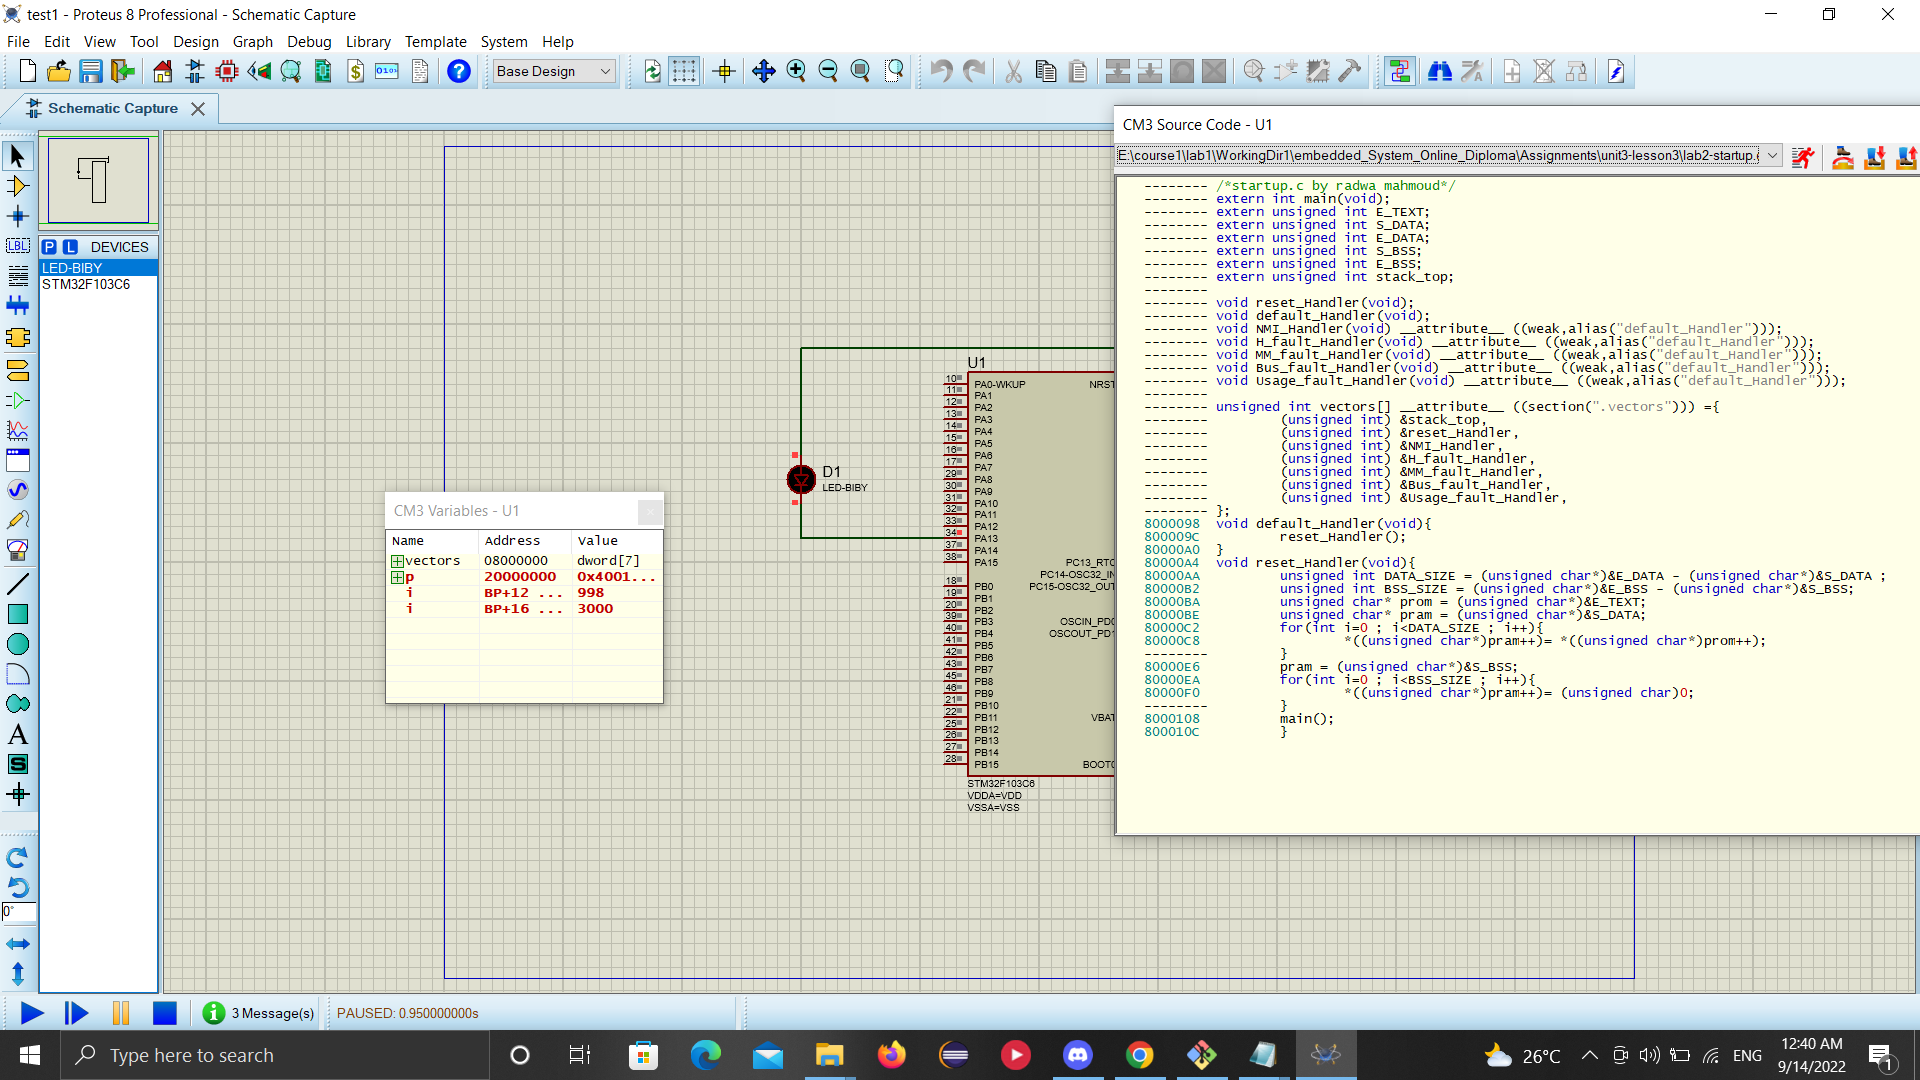 test1 - Proteus 8 Professional - Schematic Capture
File Edit View Tool Design Graph Debug Library Template System Help
Base Design
Schematic Capture
CM3 Source Code - U1
E:\course1\lab1\WorkingDir1\embedded_System_Online_Diploma\Assignments\unit3-lesson3\lab2-startup.
P L DEVICES
LED-BIBY
STM32F103C6
-------- /*startup.c by radwa mahmoud*/
-------- extern int main(void);
-------- extern unsigned int E_TEXT;
-------- extern unsigned int S_DATA;
-------- extern unsigned int E_DATA;
-------- extern unsigned int S_BSS;
-------- extern unsigned int E_BSS;
-------- extern unsigned int stack_top;
--------
-------- void reset_Handler(void);
-------- void default_Handler(void);
-------- void NMI_Handler(void) __attribute__ ((weak,alias("default_Handler")));
-------- void H_fault_Handler(void) __attribute__ ((weak,alias("default_Handler")));
-------- void MM_fault_Handler(void) __attribute__ ((weak,alias("default_Handler")));
-------- void Bus_fault_Handler(void) __attribute__ ((weak,alias("default_Handler")));
-------- void Usage_fault_Handler(void) __attribute__ ((weak,alias("default_Handler")));
--------
-------- unsigned int vectors[] __attribute__ ((section(".vectors"))) ={
-------- (unsigned int) &stack_top,
-------- (unsigned int) &reset_Handler,
-------- (unsigned int) &NMI_Handler,
-------- (unsigned int) &H_fault_Handler,
-------- (unsigned int) &MM_fault_Handler,
-------- (unsigned int) &Bus_fault_Handler,
-------- (unsigned int) &Usage_fault_Handler,
-------- };
8000098 void default_Handler(void){
800009C reset_Handler();
80000A0 }
80000A4 void reset_Handler(void){
80000AA unsigned int DATA_SIZE = (unsigned char*)&E_DATA - (unsigned char*)&S_DATA ;
80000B2 unsigned int BSS_SIZE = (unsigned char*)&E_BSS - (unsigned char*)&S_BSS;
80000BA unsigned char* prom = (unsigned char*)&E_TEXT;
80000BE unsigned char* pram = (unsigned char*)&S_DATA;
80000C2 for(int i=0 ; i<DATA_SIZE ; i++){
80000C8 *((unsigned char*)pram++)= *((unsigned char*)prom++);
-------- }
80000E6 pram = (unsigned char*)&S_BSS;
80000EA for(int i=0 ; i<BSS_SIZE ; i++){
80000F0 *((unsigned char*)pram++)= (unsigned char)0;
-------- }
8000108 main();
800010C }
CM3 Variables - U1
Name Address Value
vectors 08000000 dword[7]
p 20000000 0x4001...
i BP+12 ... 998
i BP+16 ... 3000
D1
LED-BIBY
U1
10 PA0-WKUP NRST
11 PA1
12 PA2
13 PA3
14 PA4
15 PA5
16 PA6
17 PA7
29 PA8
30 PA9
31 PA10
32 PA11
33 PA12
34 PA13
37 PA14
38 PA15
PC13_RTC
PC14-OSC32_IN
PC15-OSC32_OUT
18 PB0
19 PB1
20 PB2
39 PB3 OSCIN_PD0
40 PB4 OSCOUT_PD1
41 PB5
42 PB6
43 PB7
45 PB8
46 PB9
21 PB10
22 PB11 VBAT
25 PB12
26 PB13
27 PB14
28 PB15 BOOT0
STM32F103C6
VDDA=VDD
VSSA=VSS
LBL
A
S
0°
3 Message(s)
PAUSED: 0.950000000s
Type here to search
26°C
ENG
12:40 AM
9/14/2022
1